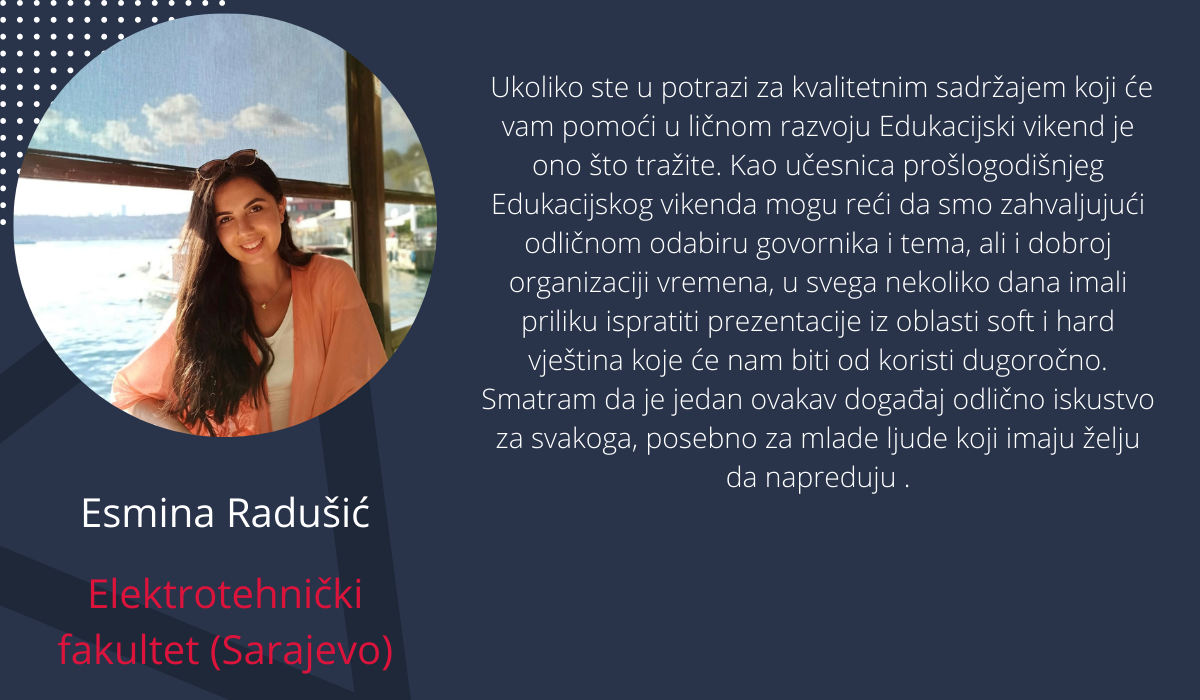 Ukoliko ste u potrazi za kvalitetnim sadržajem koji će
vam pomoći u ličnom razvoju Edukacijski vikend je
ono što tražite. Kao učesnica prošlogodišnjeg
Edukacijskog vikenda mogu reći da smo zahvaljujući
odličnom odabiru govornika i tema, ali i dobroj
organizaciji vremena, u svega nekoliko dana imali
priliku ispratiti prezentacije iz oblasti soft i hard
vještina koje će nam biti od koristi dugoročno.
Smatram da je jedan ovakav događaj odlično iskustvo
za svakoga, posebno za mlade ljude koji imaju želju
da napreduju .
Esmina Radušić
Elektrotehnički
fakultet (Sarajevo)